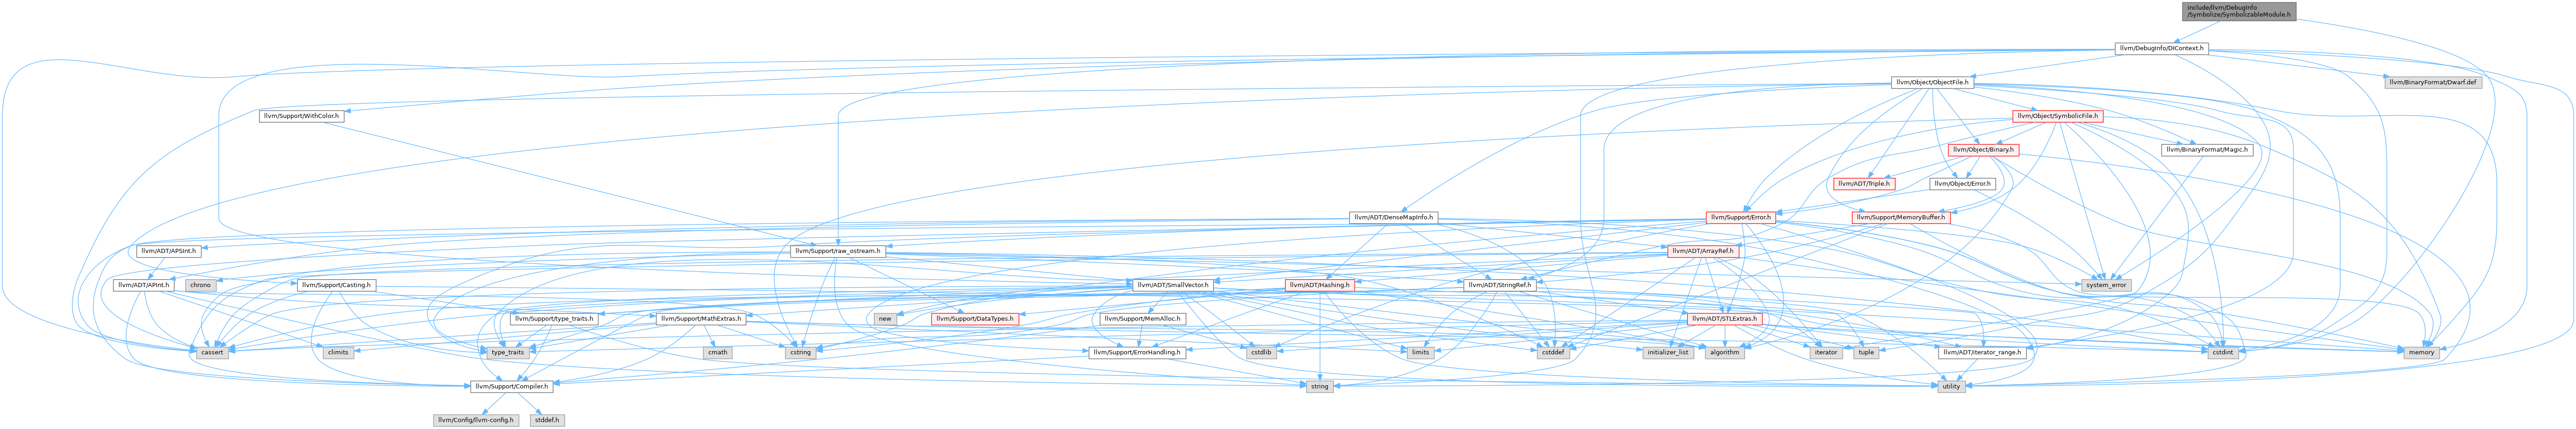 include/llvm/DebugInfo
/Symbolize/SymbolizableModule.h
llvm/DebugInfo/DIContext.h
llvm/Object/ObjectFile.h
llvm/BinaryFormat/Dwarf.def
llvm/Support/WithColor.h
llvm/Object/SymbolicFile.h
llvm/Object/Binary.h
llvm/BinaryFormat/Magic.h
llvm/ADT/Triple.h
llvm/Object/Error.h
llvm/ADT/DenseMapInfo.h
llvm/Support/Error.h
llvm/Support/MemoryBuffer.h
llvm/ADT/APSInt.h
llvm/Support/raw_ostream.h
llvm/ADT/ArrayRef.h
llvm/ADT/APInt.h
chrono
llvm/Support/Casting.h
llvm/ADT/SmallVector.h
llvm/ADT/Hashing.h
llvm/ADT/StringRef.h
system_error
llvm/Support/type_traits.h
llvm/Support/MathExtras.h
new
llvm/Support/DataTypes.h
llvm/Support/MemAlloc.h
llvm/ADT/STLExtras.h
cassert
climits
type_traits
cmath
cstring
llvm/Support/ErrorHandling.h
cstdlib
limits
cstddef
initializer_list
algorithm
iterator
tuple
llvm/ADT/iterator_range.h
cstdint
memory
llvm/Support/Compiler.h
string
utility
llvm/Config/llvm-config.h
stddef.h